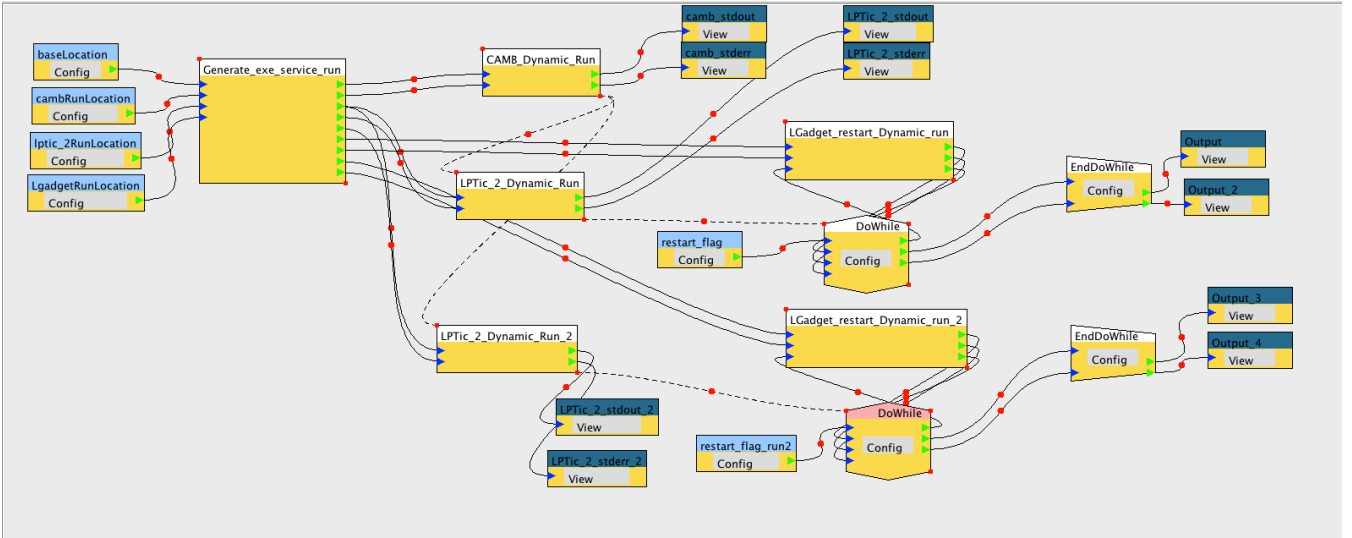 baseLocation
Config
cambRunLocation
Config
lptic_2RunLocation
Config
LgadgetRunLocation
Config
Generate_exe_service_run
CAMB_Dynamic_Run
camb_stdout
View
camb_stderr
View
LPTic_2_stdout
View
LPTic_2_stderr
View
LPTic_2_Dynamic_Run
LGadget_restart_Dynamic_run
restart_flag
Config
DoWhile
Config
EndDoWhile
Config
Output
View
Output_2
View
LPTic_2_Dynamic_Run_2
LPTic_2_stdout_2
View
LPTic_2_stderr_2
View
LGadget_restart_Dynamic_run_2
restart_flag_run2
Config
DoWhile
Config
EndDoWhile
Config
Output_3
View
Output_4
View